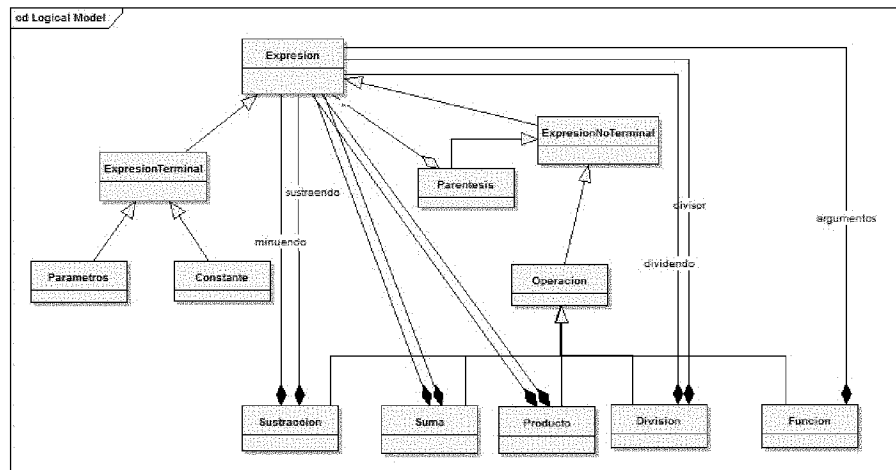 od Logical Model
Expresion
ExpresionNoTerminal
ExpresionTerminal
Parentesis
sustraendo
divisor
argumentos
minuendo
dividendo
Parametros
Constante
Operacion
Sustraccion
Suma
Producto
Division
Funcion